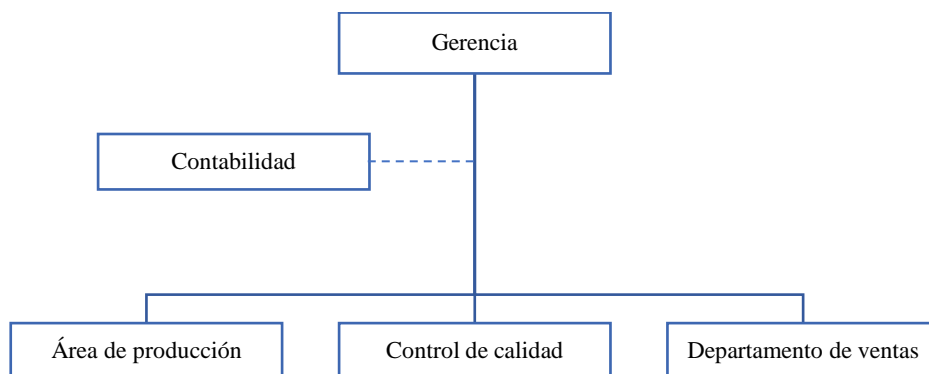 Gerencia
Contabilidad
Área de producción
Control de calidad
Departamento de ventas